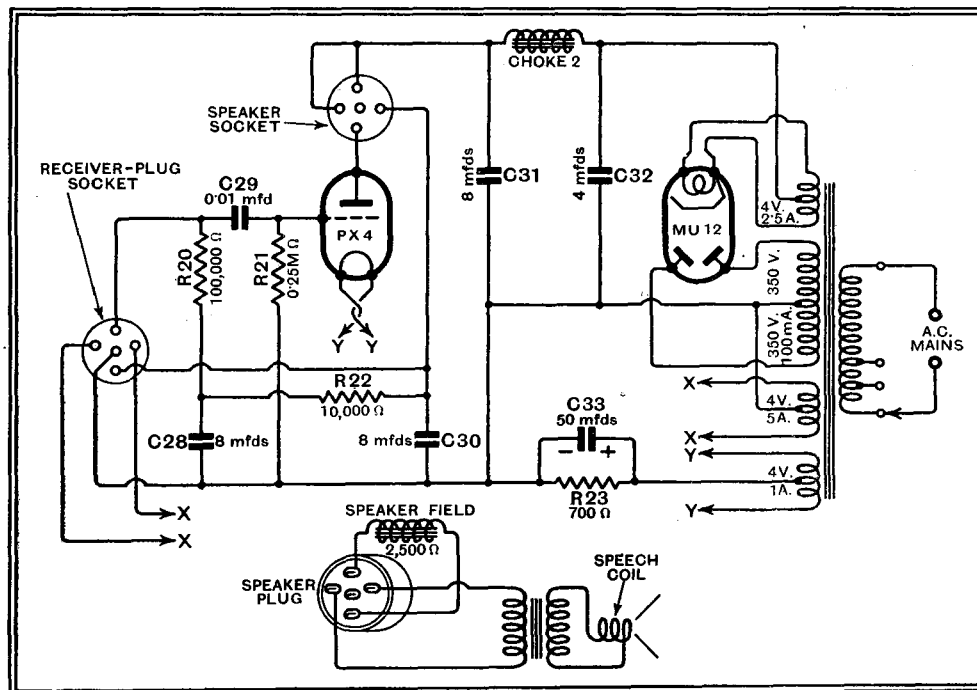 CHOKE 2
SPEAKER
SOCKET
RECEIVER-PLUG
SOCKET
C29
0·01 mfd
R20
100,000 Ω
R21
0·25M Ω
PX4
Y Y
8 mfds
C31
4 mfds
C32
MU 12
4V.
2·5A.
350 V.
350 V.
100 mA.
A.C.
MAINS
X
4V.
5A.
X
Y
4V.
1A.
Y
R22
10,000 Ω
C28
8 mfds
8 mfds
C30
C33
50 mfds
− +
R23
700 Ω
X
X
SPEAKER FIELD
2,500 Ω
SPEAKER
PLUG
SPEECH
COIL